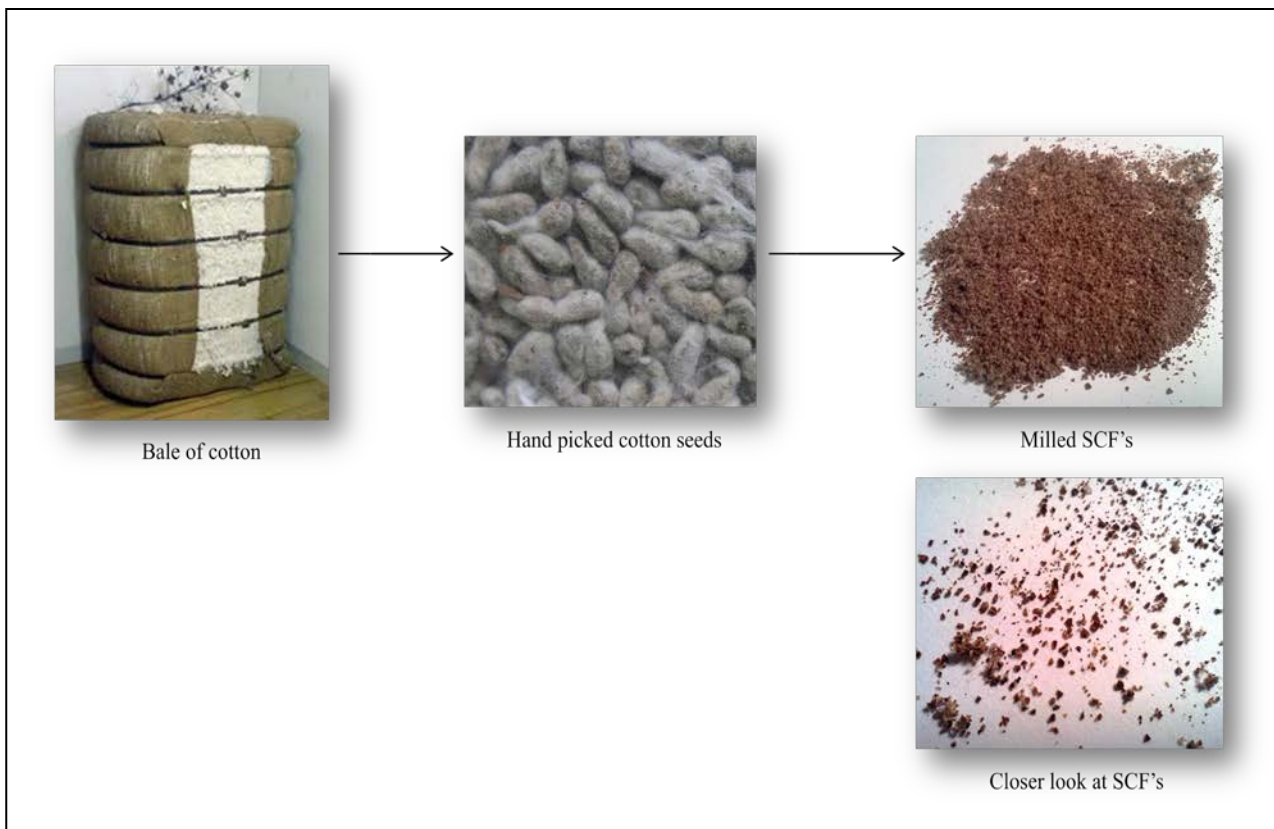 Bale of cotton
Hand picked cotton seeds
Milled SCF's
Closer look at SCF's